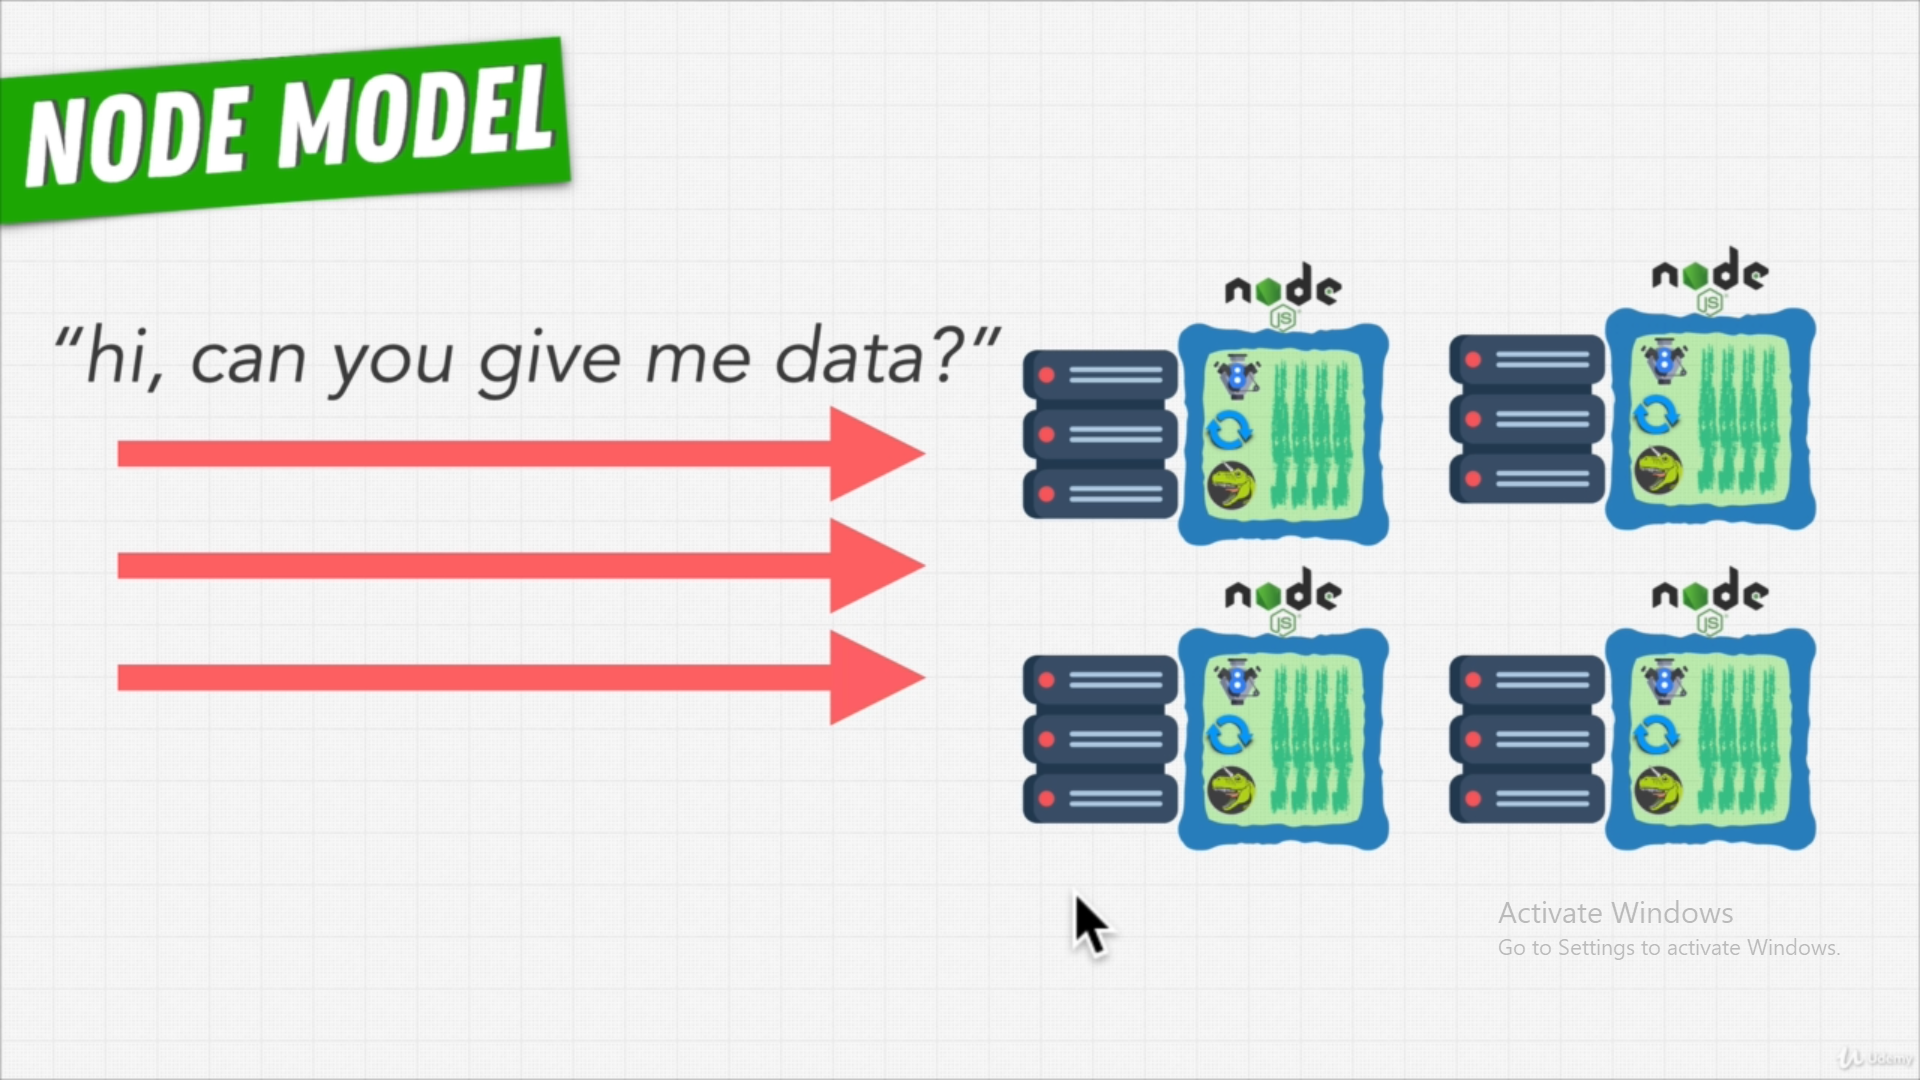 NODE MODEL
“hi, can you give me data?”
node
JS
node
JS
node
JS
node
JS
Activate Windows
Go to Settings to activate Windows.
Udemy